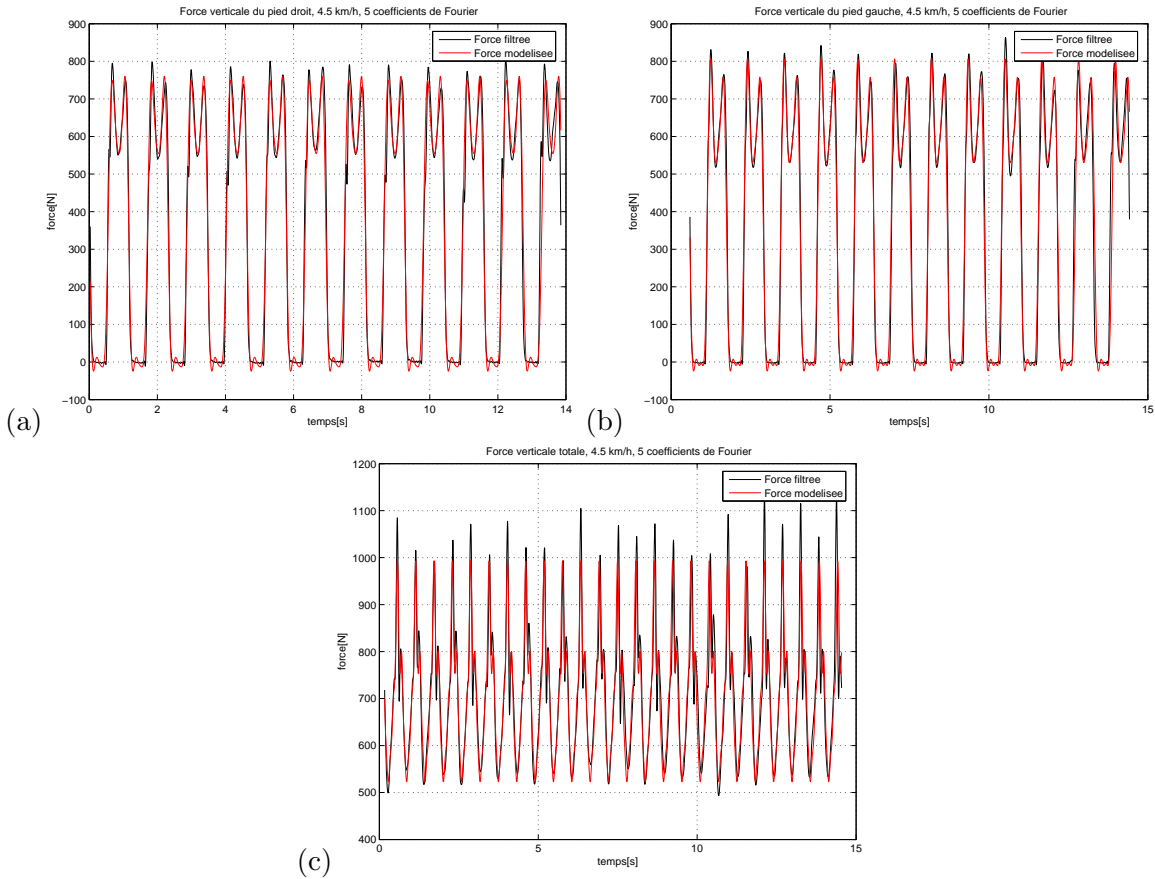 Force verticale du pied droit, 4.5 km/h, 5 coefficients de Fourier
900
800
700
600
500
400
300
200
100
0
−100
force[N]
Force filtree
Force modelisee
0 2 4 6 8 10 12 14
temps[s]
(a)
Force verticale du pied gauche, 4.5 km/h, 5 coefficients de Fourier
900
800
700
600
500
400
300
200
100
0
−100
force[N]
Force filtree
Force modelisee
0 5 10 15
temps[s]
(b)
Force verticale totale, 4.5 km/h, 5 coefficients de Fourier
1200
1100
1000
900
800
700
600
500
400
force[N]
Force filtree
Force modelisee
0 5 10 15
temps[s]
(c)